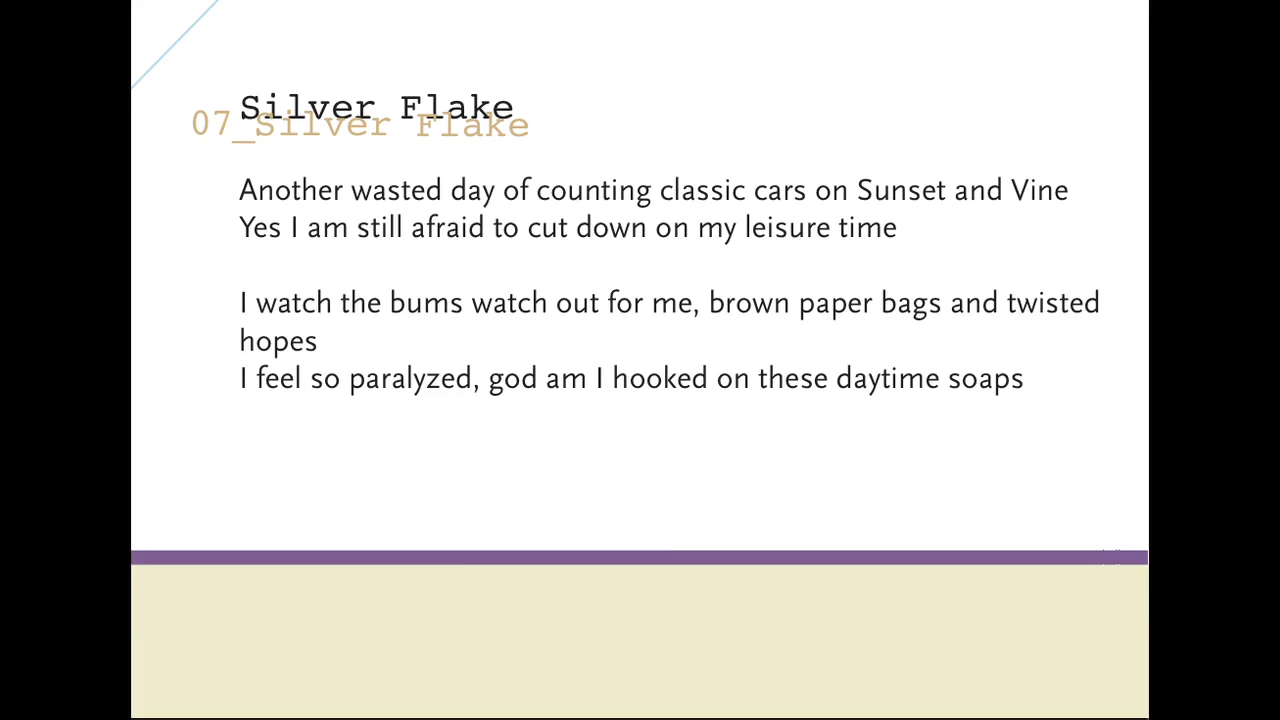 Silver Flake
07_Silver Flake
Another wasted day of counting classic cars on Sunset and Vine
Yes I am still afraid to cut down on my leisure time
I watch the bums watch out for me, brown paper bags and twisted
hopes
I feel so paralyzed, god am I hooked on these daytime soaps